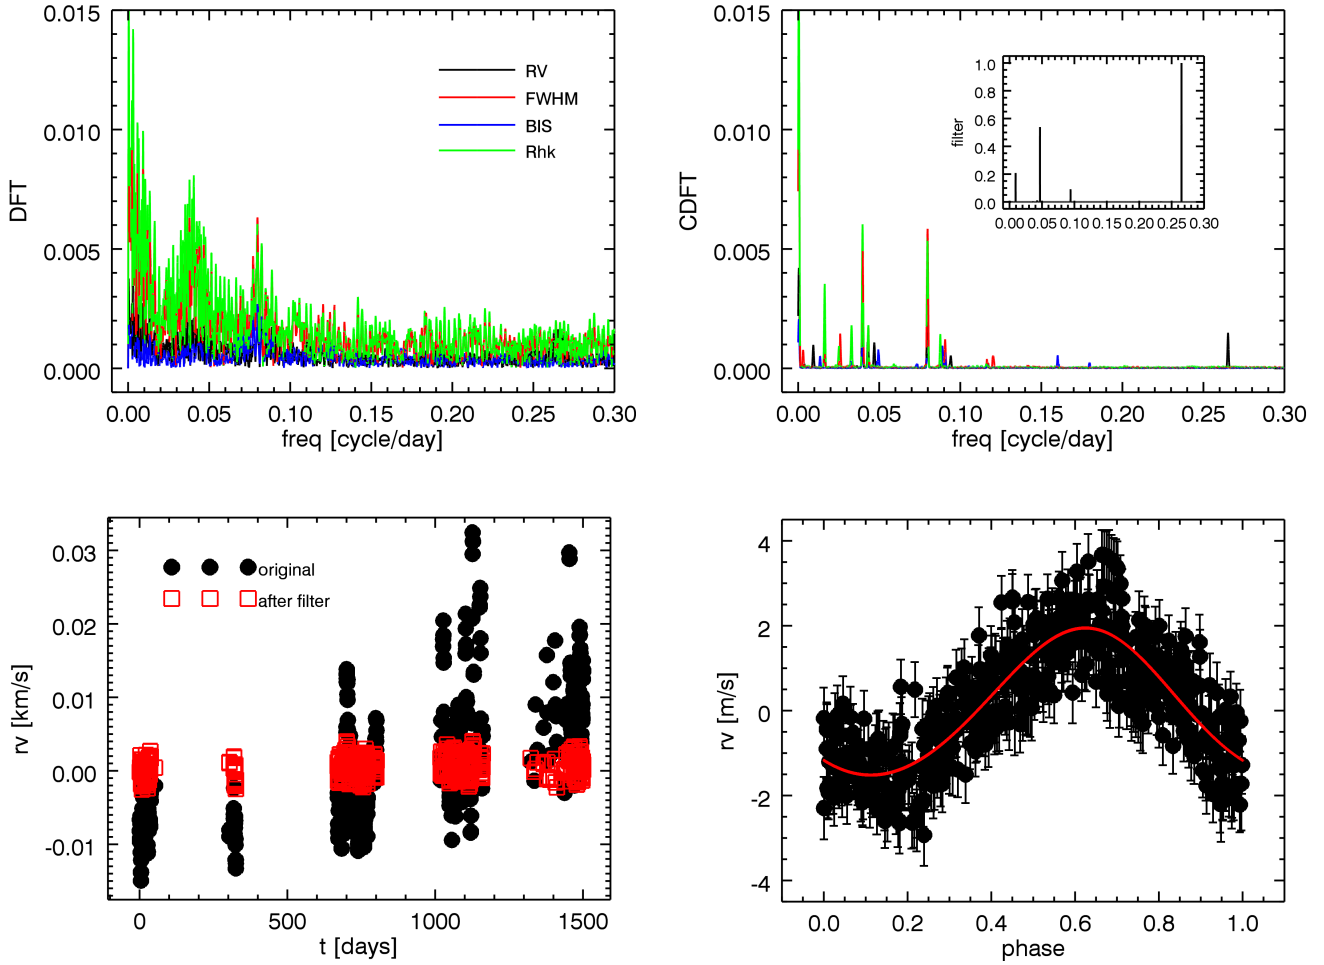 0.015
0.010
0.005
0.000
DFT
RV
FWHM
BIS
Rhk
0.00 0.05 0.10 0.15 0.20 0.25 0.30
freq [cycle/day]
0.015
0.010
0.005
0.000
CDFT
1.0
0.8
0.6
0.4
0.2
0.0
filter
0.00 0.05 0.10 0.15 0.20 0.25 0.30
0.00 0.05 0.10 0.15 0.20 0.25 0.30
freq [cycle/day]
0.03
0.02
0.01
0.00
-0.01
rv [km/s]
original
after filter
0 500 1000 1500
t [days]
4
2
0
-2
-4
rv [m/s]
0.0 0.2 0.4 0.6 0.8 1.0
phase